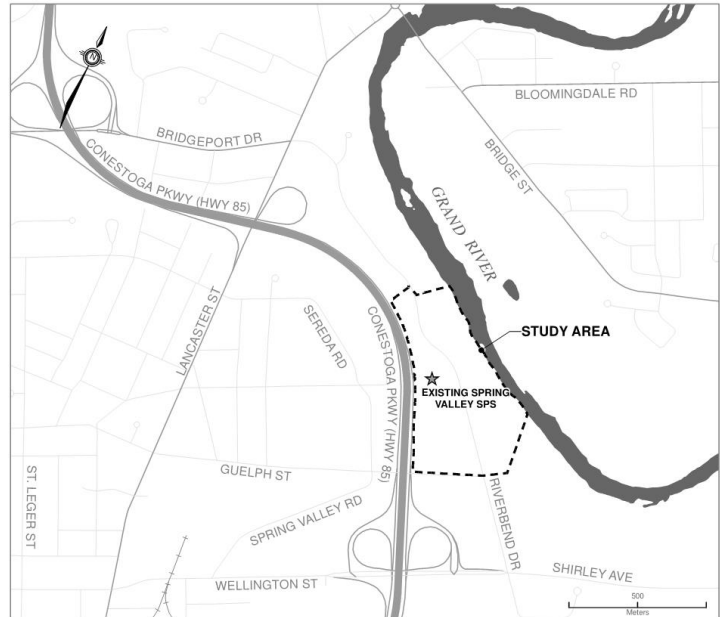 N
BLOOMINGDALE RD
BRIDGEPORT DR
BRIDGE ST
CONESTOGA PKWY (HWY 85)
GRAND RIVER
LANCASTER ST
SEREDA RD
CONESTOGA PKWY (HWY 85)
STUDY AREA
EXISTING SPRING
VALLEY SPS
GUELPH ST
ST. LEGER ST
SPRING VALLEY RD
RIVERBEND DR
WELLINGTON ST
SHIRLEY AVE
500
Meters